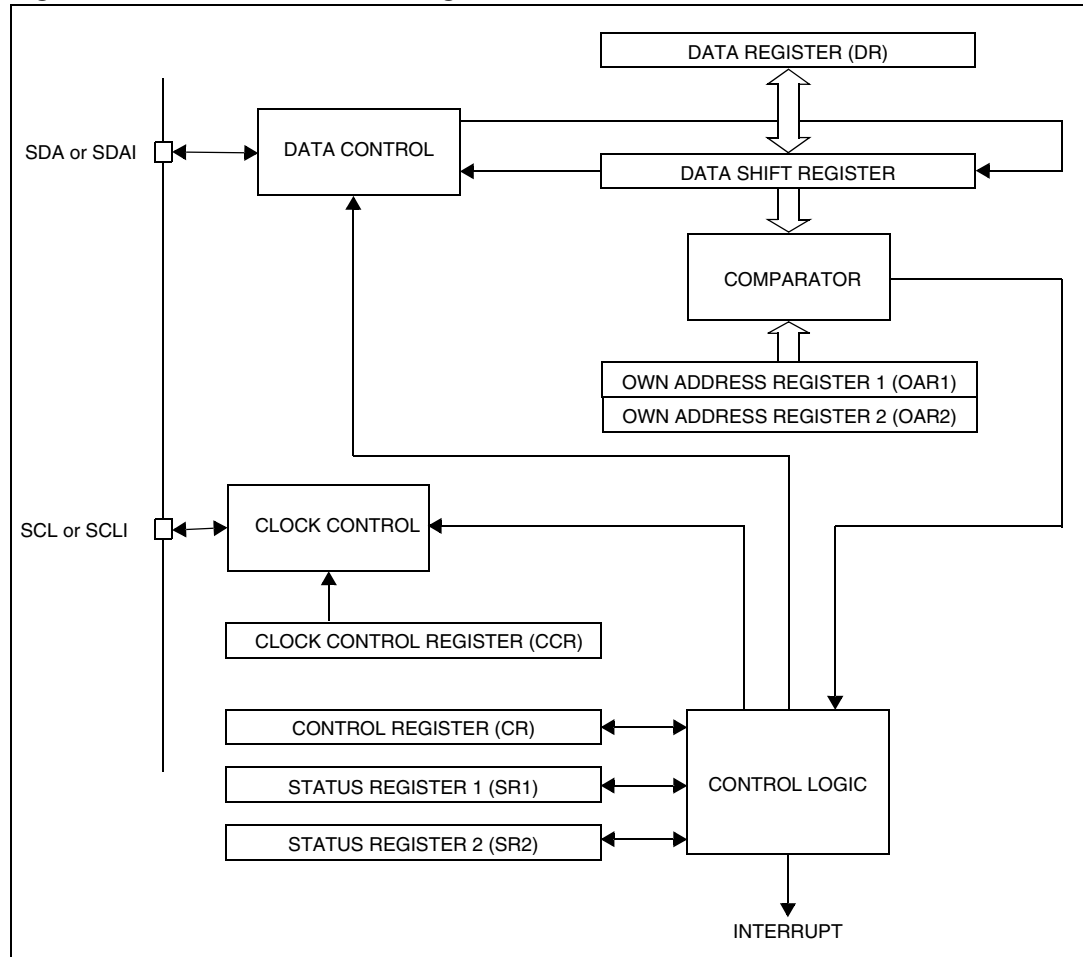 DATA REGISTER (DR)
SDA or SDAI
DATA CONTROL
DATA SHIFT REGISTER
COMPARATOR
OWN ADDRESS REGISTER 1 (OAR1)
OWN ADDRESS REGISTER 2 (OAR2)
SCL or SCLI
CLOCK CONTROL
CLOCK CONTROL REGISTER (CCR)
CONTROL REGISTER (CR)
STATUS REGISTER 1 (SR1)
CONTROL LOGIC
STATUS REGISTER 2 (SR2)
INTERRUPT